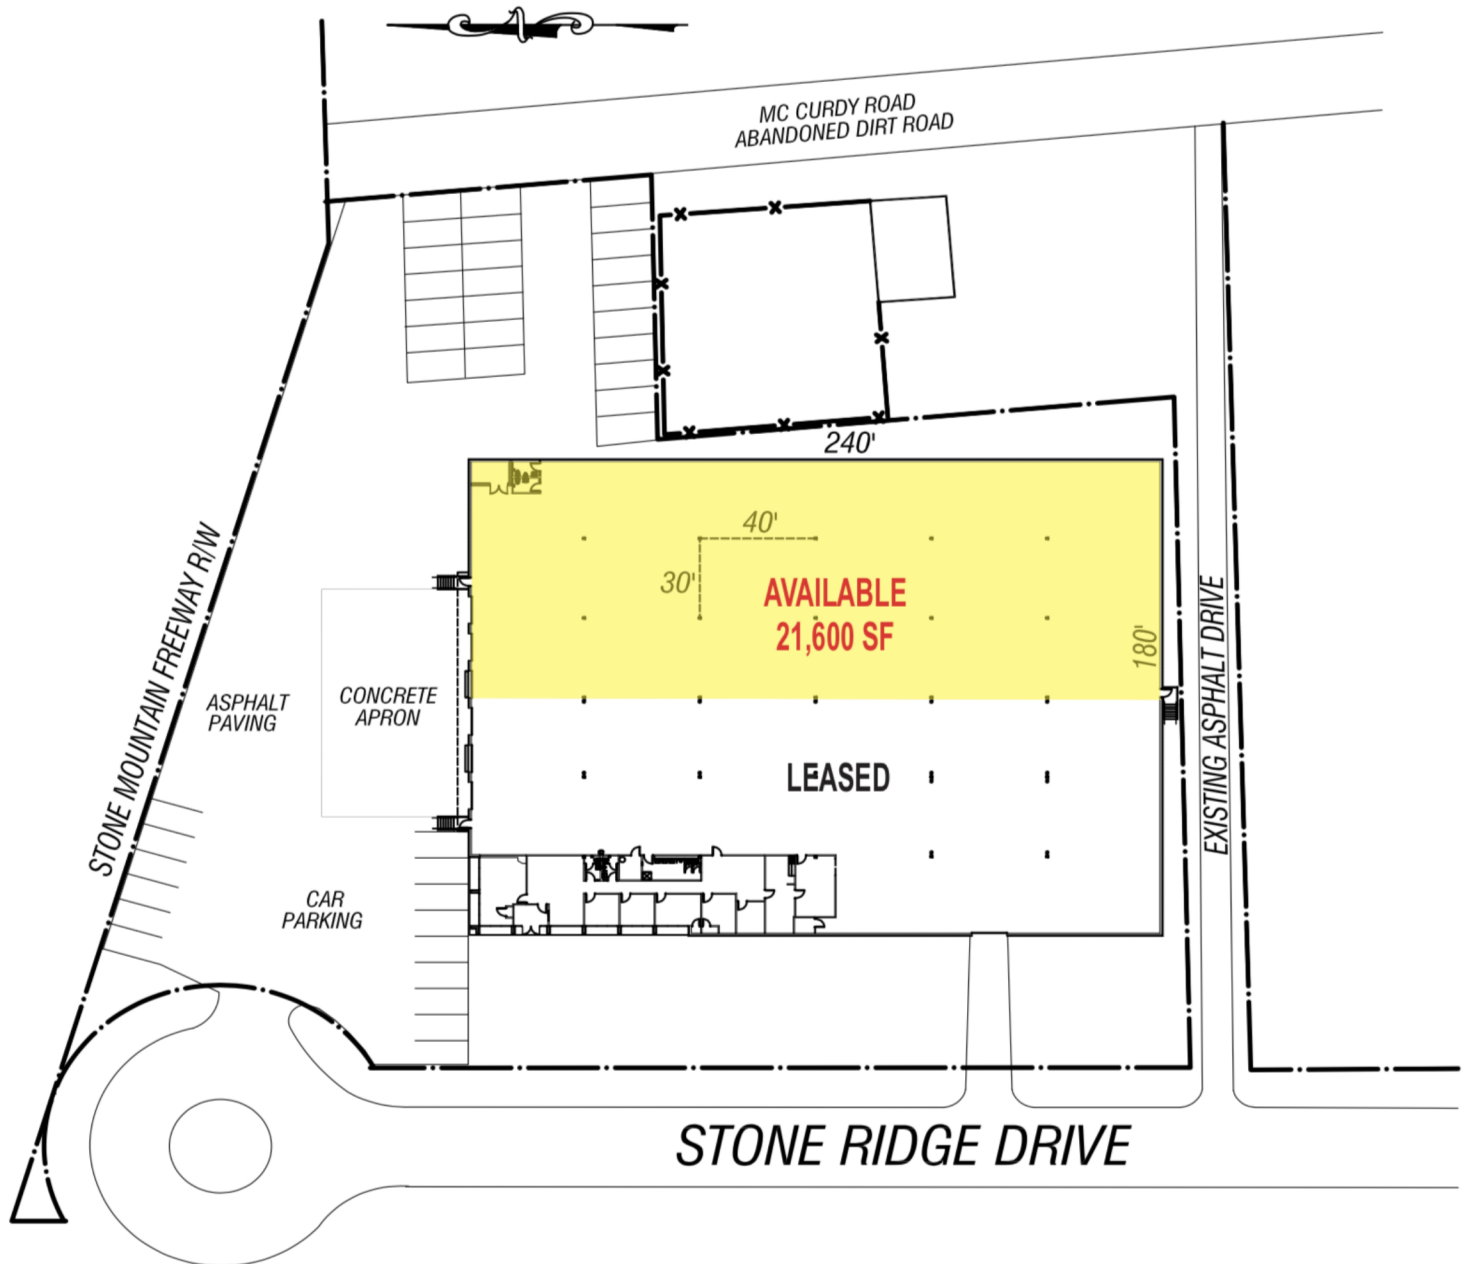 MC CURDY ROAD
ABANDONED DIRT ROAD
240'
40'
30'
AVAILABLE
21,600 SF
180'
STONE MOUNTAIN FREEWAY R/W
EXISTING ASPHALT DRIVE
ASPHALT
PAVING
CONCRETE
APRON
LEASED
CAR
PARKING
STONE RIDGE DRIVE